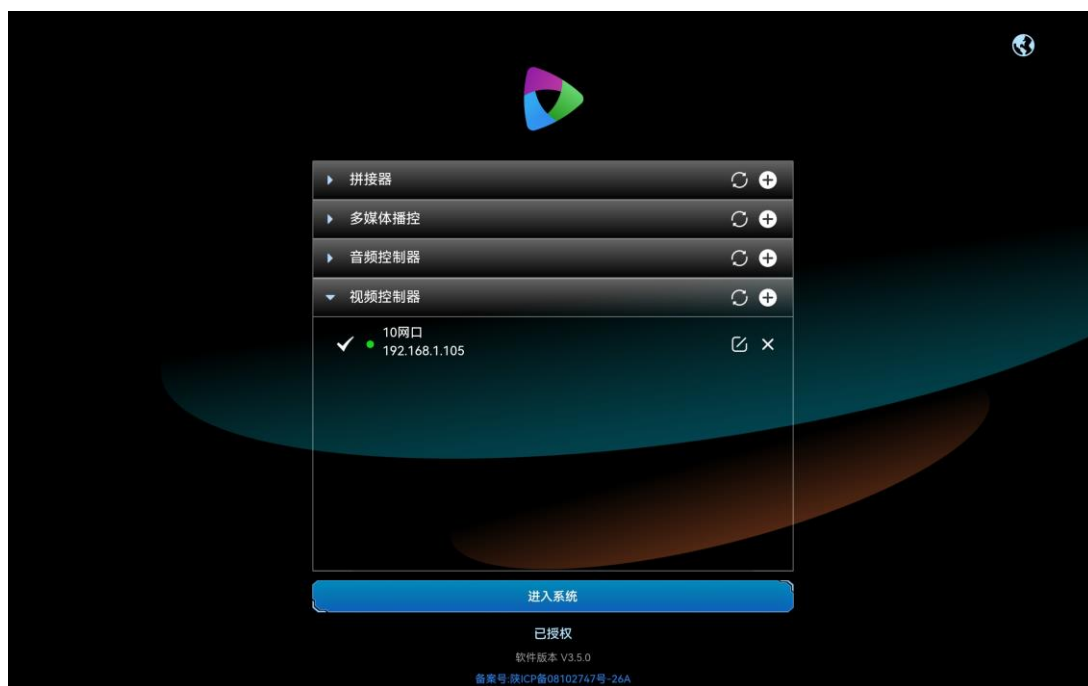 拼接器
多媒体播控
音频控制器
视频控制器
10网口
192.168.1.105
进入系统
已授权
软件版本 V3.5.0
备案号:陕ICP备08102747号-26A